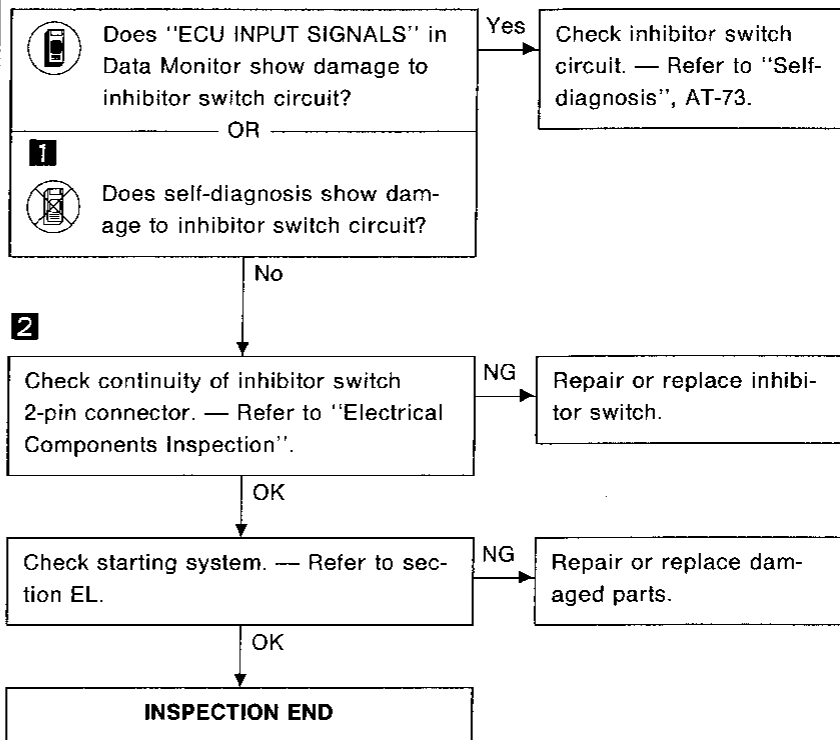 Does "ECU INPUT SIGNALS" in
Data Monitor show damage to
inhibitor switch circuit?
OR
1
Does self-diagnosis show dam-
age to inhibitor switch circuit?
Yes
Check inhibitor switch
circuit. — Refer to "Self-
diagnosis", AT-73.
No
2
Check continuity of inhibitor switch
2-pin connector. — Refer to "Electrical
Components Inspection".
NG
Repair or replace inhibi-
tor switch.
OK
Check starting system. — Refer to sec-
tion EL.
NG
Repair or replace dam-
aged parts.
OK
INSPECTION END